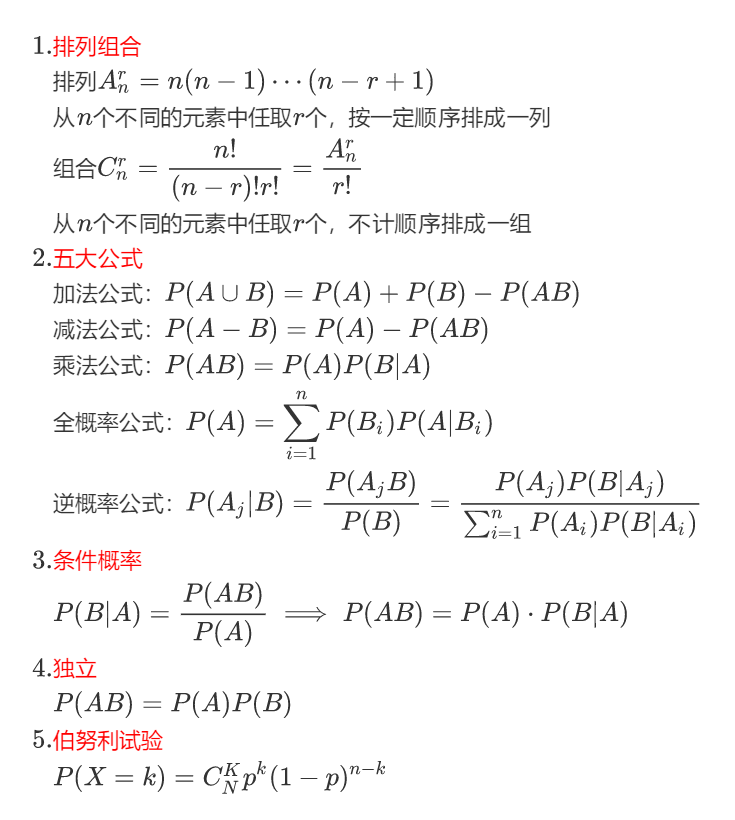 1.排列组合
排列$A_n^r = n(n-1)\cdots(n-r+1)$
从$n$个不同的元素中任取$r$个，按一定顺序排成一列
组合$C_n^r = \dfrac{n!}{(n-r)!r!} = \dfrac{A_n^r}{r!}$
从$n$个不同的元素中任取$r$个，不计顺序排成一组
2.五大公式
加法公式：$P(A \cup B) = P(A) + P(B) - P(AB)$
减法公式：$P(A - B) = P(A) - P(AB)$
乘法公式：$P(AB) = P(A)P(B|A)$
全概率公式：$P(A) = \sum_{i=1}^{n} P(B_i)P(A|B_i)$
逆概率公式：$P(A_j|B) = \dfrac{P(A_jB)}{P(B)} = \dfrac{P(A_j)P(B|A_j)}{\sum_{i=1}^{n} P(A_i)P(B|A_i)}$
3.条件概率
$P(B|A) = \dfrac{P(AB)}{P(A)} \implies P(AB) = P(A) \cdot P(B|A)$
4.独立
$P(AB) = P(A)P(B)$
5.伯努利试验
$P(X = k) = C_N^K p^k (1-p)^{n-k}$